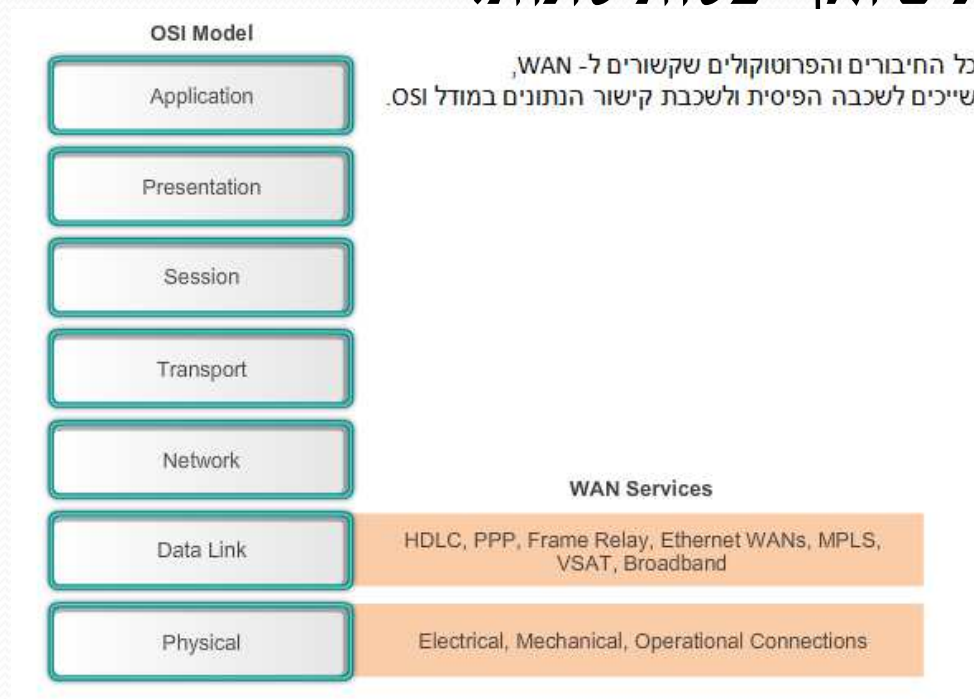 OSI Model
כל החיבורים והפרוטוקולים שקשורים ל- WAN,
שייכים לשכבה הפיסית ולשכבת קישור הנתונים במודל OSI.
Application
Presentation
Session
Transport
Network
WAN Services
Data Link
HDLC, PPP, Frame Relay, Ethernet WANs, MPLS,
VSAT, Broadband
Physical
Electrical, Mechanical, Operational Connections